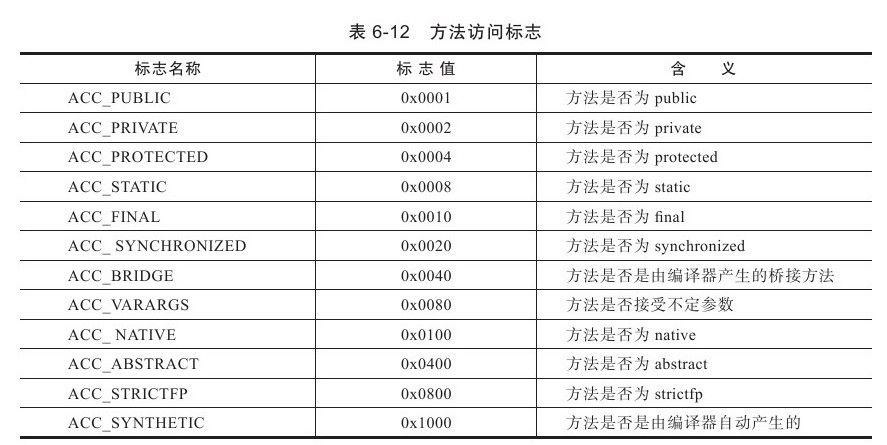 表 6-12 方法访问标志
标志名称 标 志 值 含 义
ACC_PUBLIC 0x0001 方法是否为 public
ACC_PRIVATE 0x0002 方法是否为 private
ACC_PROTECTED 0x0004 方法是否为 protected
ACC_STATIC 0x0008 方法是否为 static
ACC_FINAL 0x0010 方法是否为 final
ACC_ SYNCHRONIZED 0x0020 方法是否为 synchronized
ACC_BRIDGE 0x0040 方法是否是由编译器产生的桥接方法
ACC_VARARGS 0x0080 方法是否接受不定参数
ACC_ NATIVE 0x0100 方法是否为 native
ACC_ABSTRACT 0x0400 方法是否为 abstract
ACC_STRICTFP 0x0800 方法是否为 strictfp
ACC_SYNTHETIC 0x1000 方法是否是由编译器自动产生的